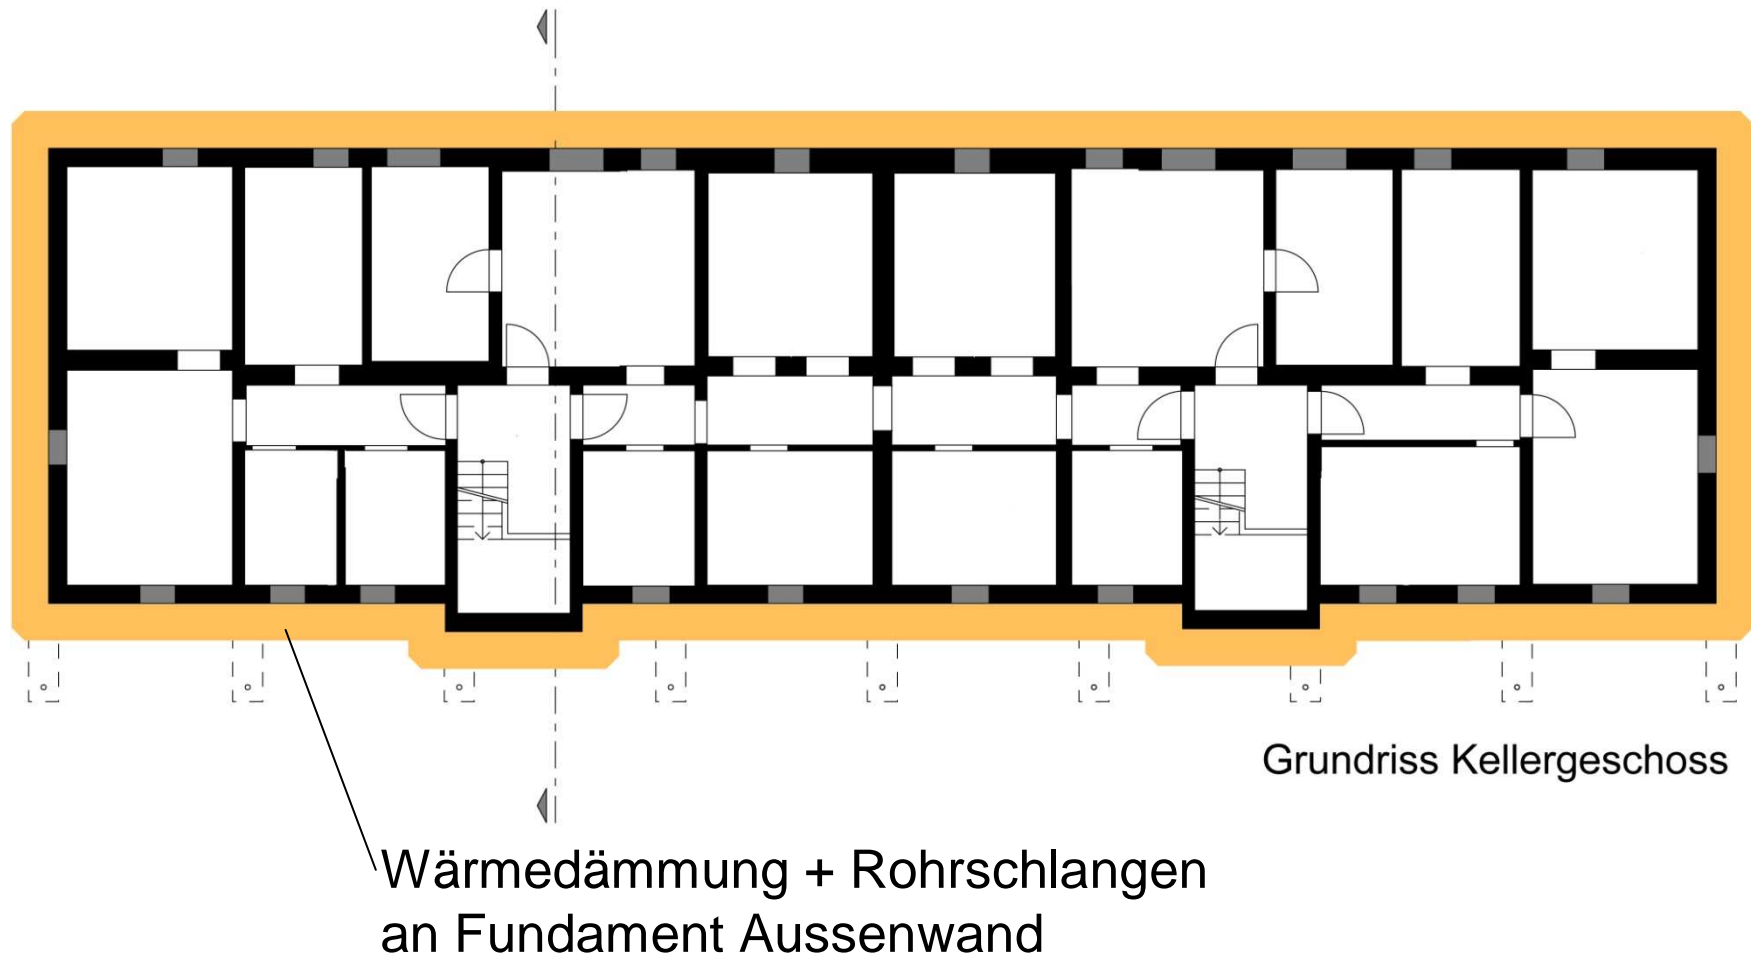 Grundriss Kellergeschoss
Wärmedämmung + Rohrschlangen
an Fundament Aussenwand